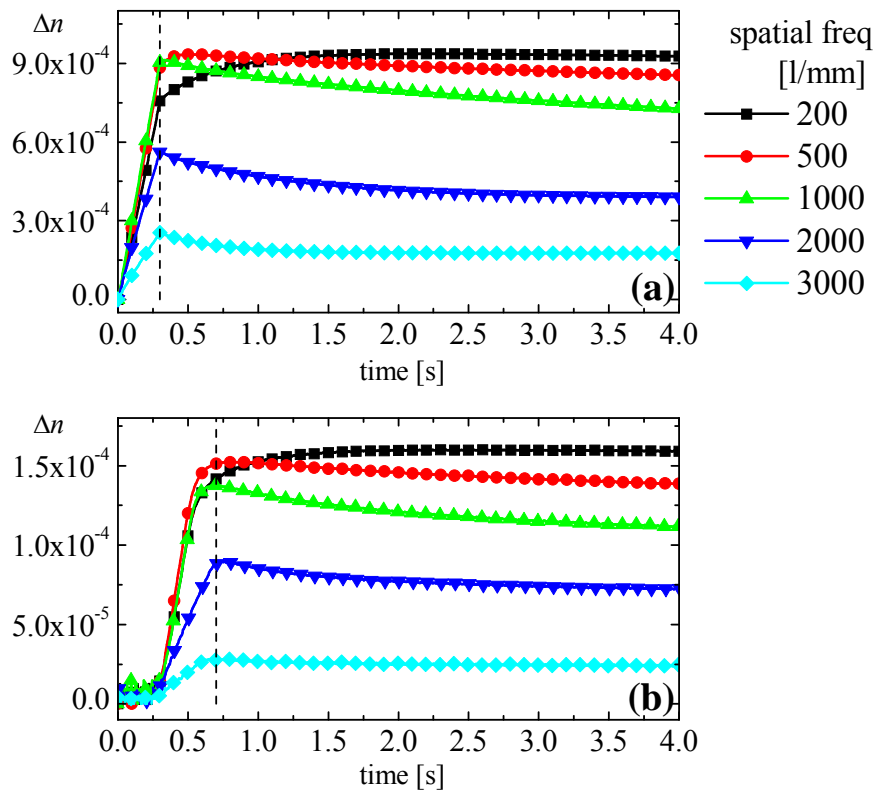 Δn
9.0x10⁻⁴
6.0x10⁻⁴
3.0x10⁻⁴
0.0
(a)
0.0 0.5 1.0 1.5 2.0 2.5 3.0 3.5 4.0
time [s]
spatial freq
[l/mm]
200
500
1000
2000
3000
Δn
1.5x10⁻⁴
1.0x10⁻⁴
5.0x10⁻⁵
0.0
(b)
0.0 0.5 1.0 1.5 2.0 2.5 3.0 3.5 4.0
time [s]